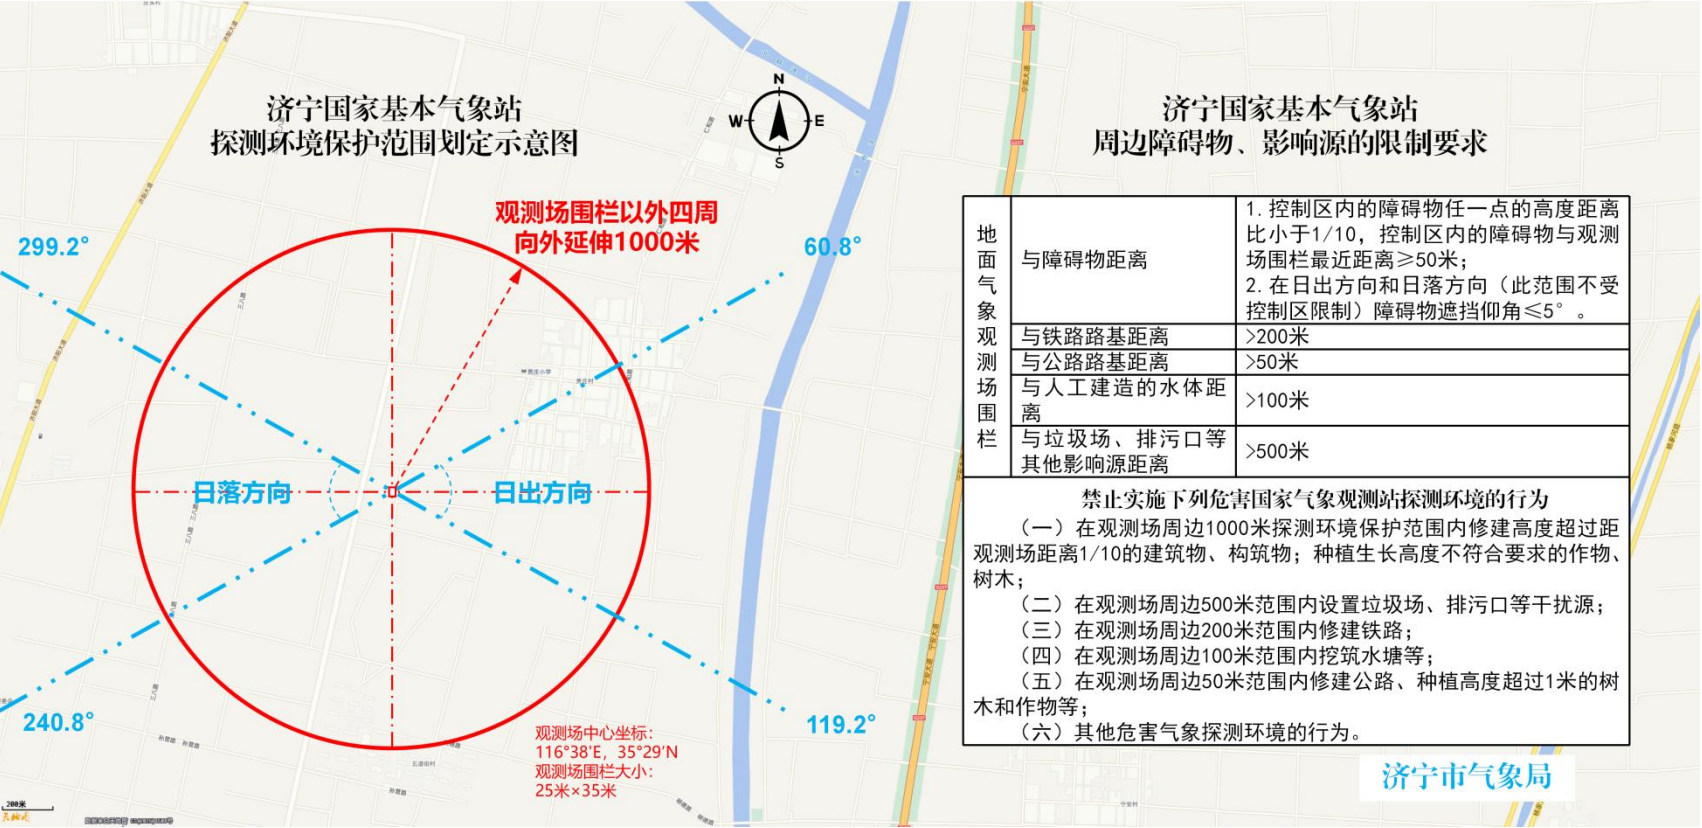 济宁国家基本气象站
探测环境保护范围划定示意图
N
W
E
S
观测场围栏以外四周
向外延伸1000米
299.2°
60.8°
日落方向
日出方向
240.8°
119.2°
观测场中心坐标：
116°38'E，35°29'N
观测场围栏大小：
25米×35米
200米
济宁国家基本气象站
周边障碍物、影响源的限制要求
地面气象观测场围栏
与障碍物距离
1.控制区内的障碍物任一点的高度距离
比小于1/10，控制区内的障碍物与观测
场围栏最近距离≥50米；
2.在日出方向和日落方向（此范围不受
控制区限制）障碍物遮挡仰角≤5°。
与铁路路基距离
>200米
与公路路基距离
>50米
与人工建造的水体距
离
>100米
与垃圾场、排污口等
其他影响源距离
>500米
禁止实施下列危害国家气象观测站探测环境的行为
（一）在观测场周边1000米探测环境保护范围内修建高度超过距
观测场距离1/10的建筑物、构筑物；种植生长高度不符合要求的作物、
树木；
（二）在观测场周边500米范围内设置垃圾场、排污口等干扰源；
（三）在观测场周边200米范围内修建铁路；
（四）在观测场周边100米范围内挖筑水塘等；
（五）在观测场周边50米范围内修建公路、种植高度超过1米的树
木和作物等；
（六）其他危害气象探测环境的行为。
济宁市气象局